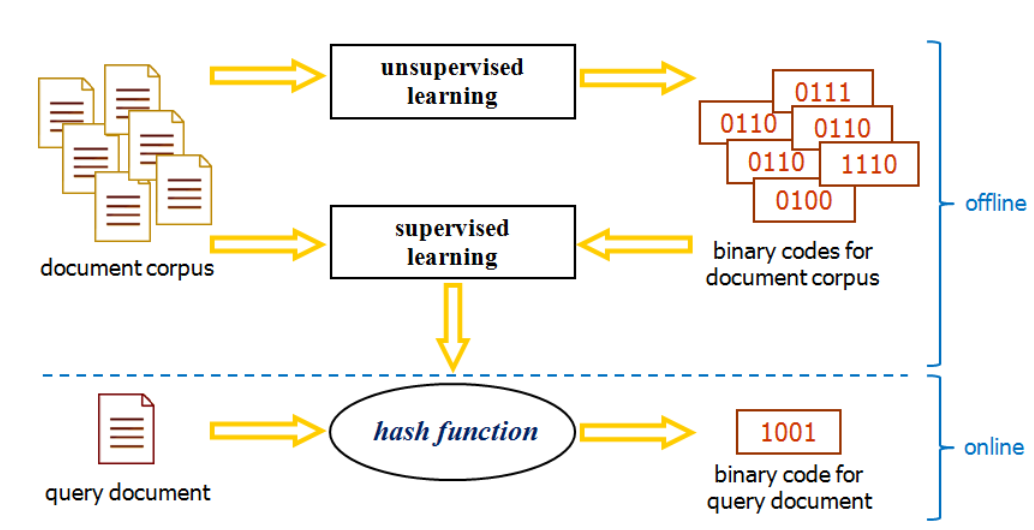 unsupervised
learning
0111
0110
0110
0110
1110
0100
offline
supervised
learning
document corpus
binary codes for
document corpus
hash function
1001
online
query document
binary code for
query document